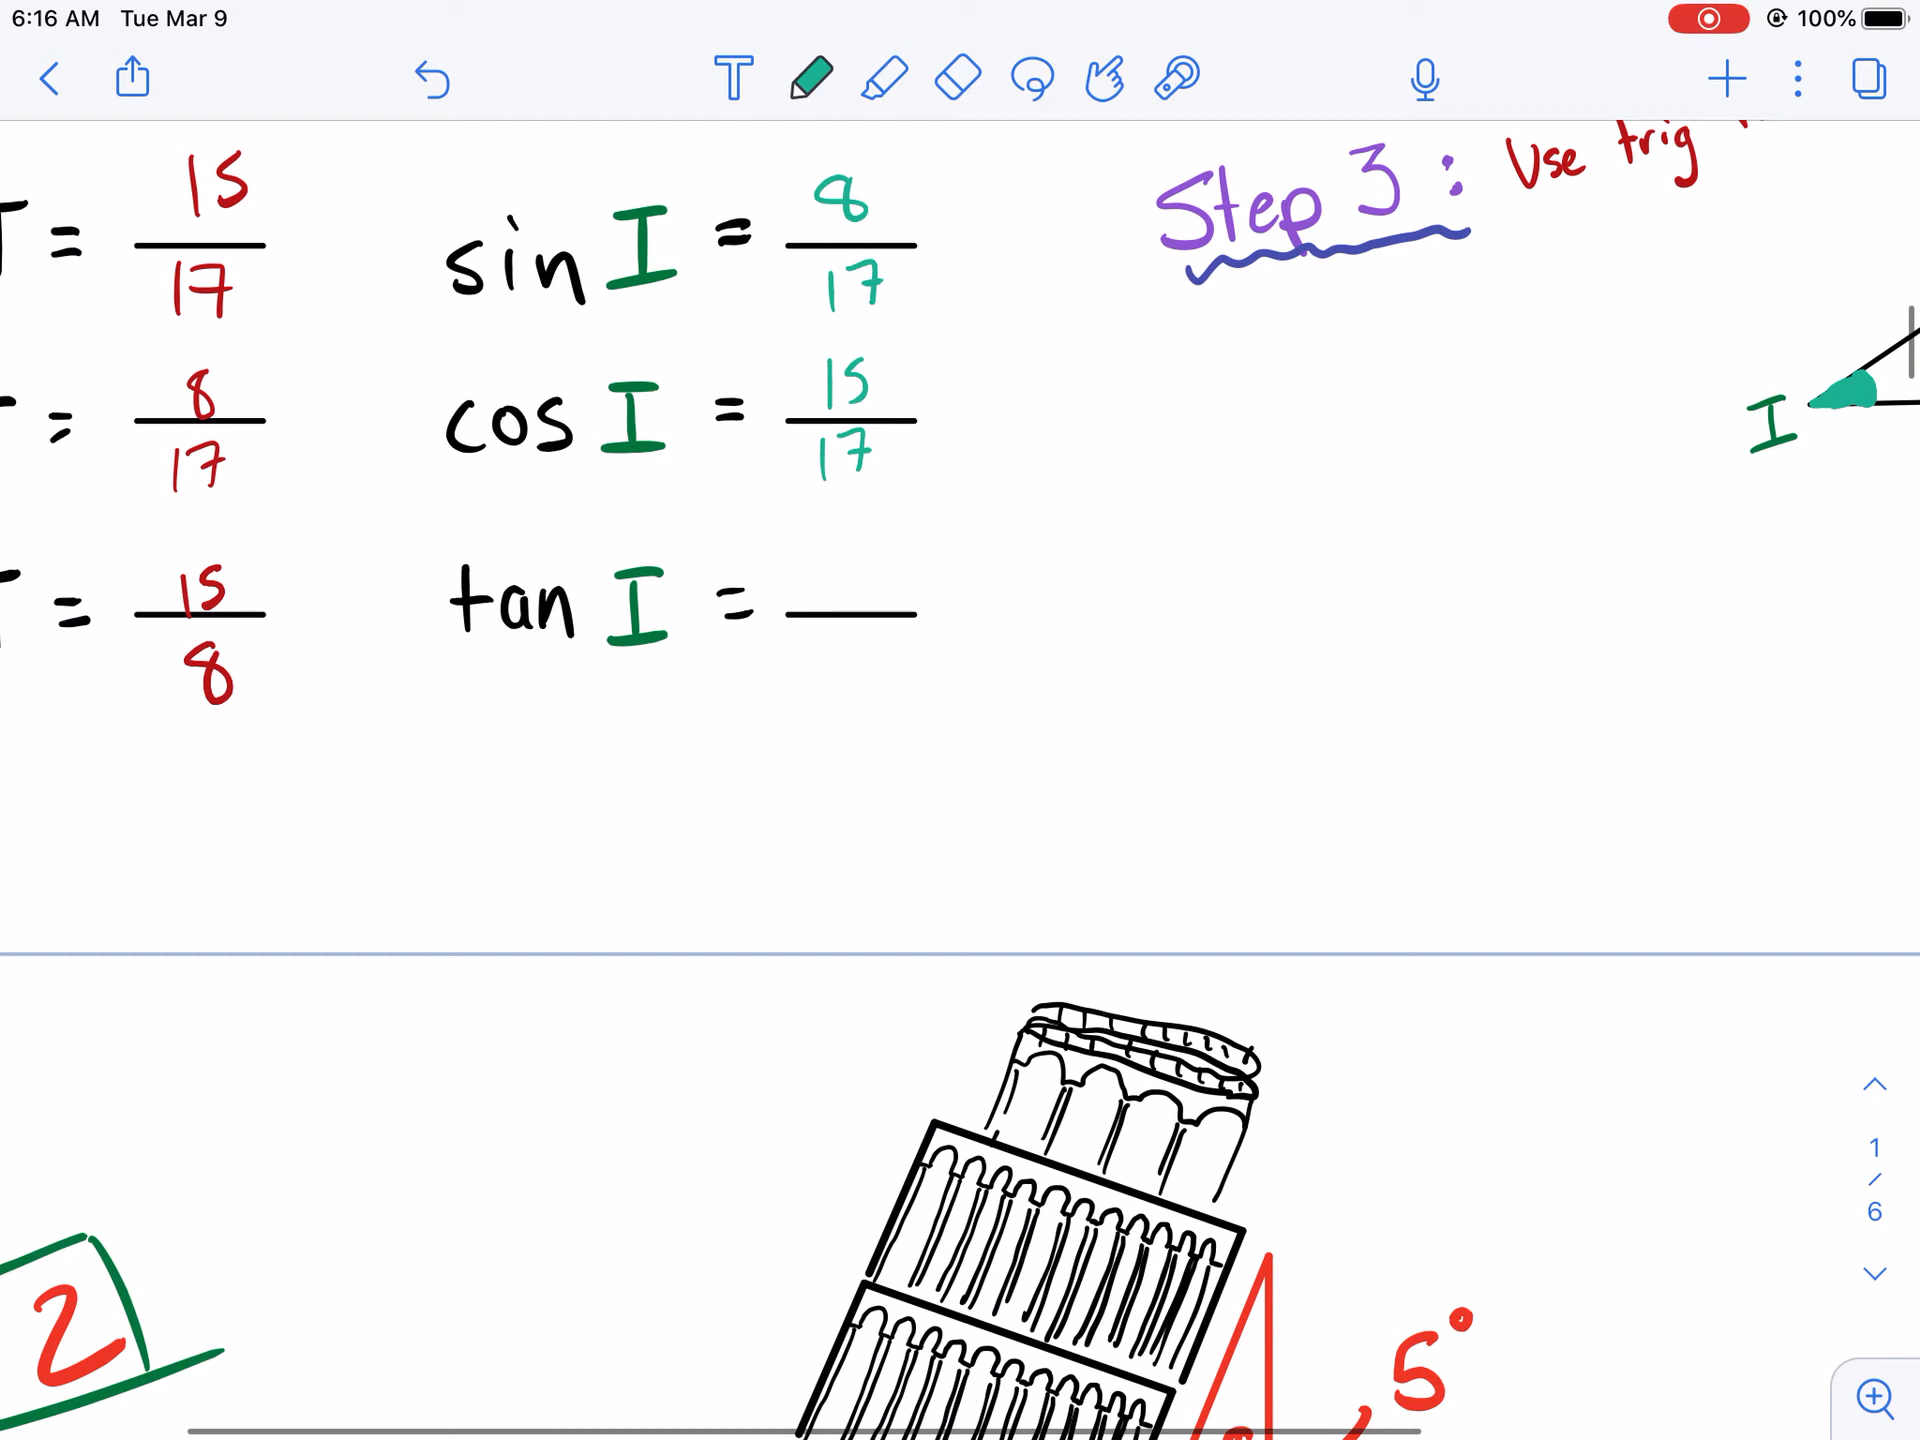 6:16 AM Tue Mar 9
100%
T = 15/17
sin I = 8/17
Step 3 : Use trig
= 8/17
cos I = 15/17
I
= 15/8
tan I =
1
/
6
2
5°